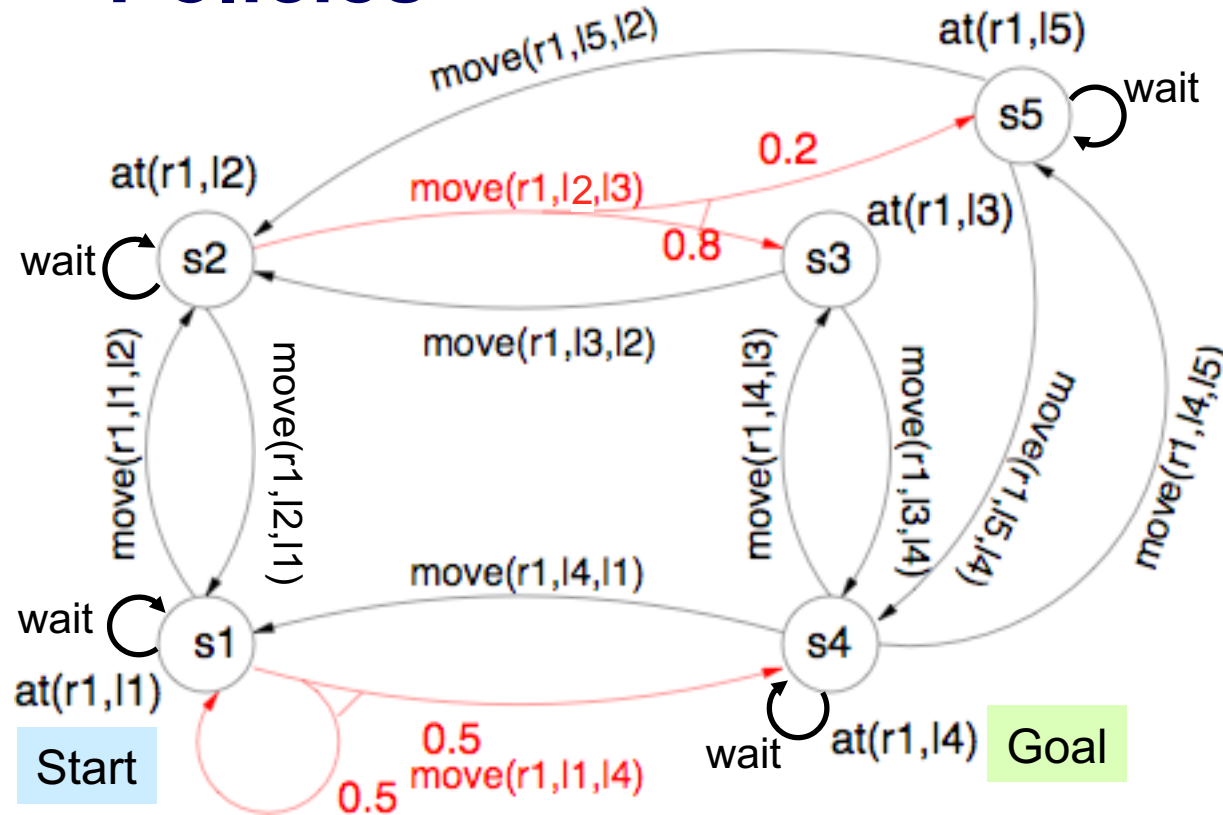 Policies
at(r1,l5)
move(r1,l5,l2)
wait
s5
0.2
at(r1,l2)
move(r1,l2,l3)
at(r1,l3)
0.8
wait
s2
s3
move(r1,l3,l2)
move(r1,l1,l2)
move(r1,l2,l1)
move(r1,l4,l3)
move(r1,l3,l4)
move(r1,l5,l4)
move(r1,l4,l5)
move(r1,l4,l1)
wait
s1
s4
at(r1,l1)
0.5
wait
at(r1,l4)
Goal
Start
move(r1,l1,l4)
0.5